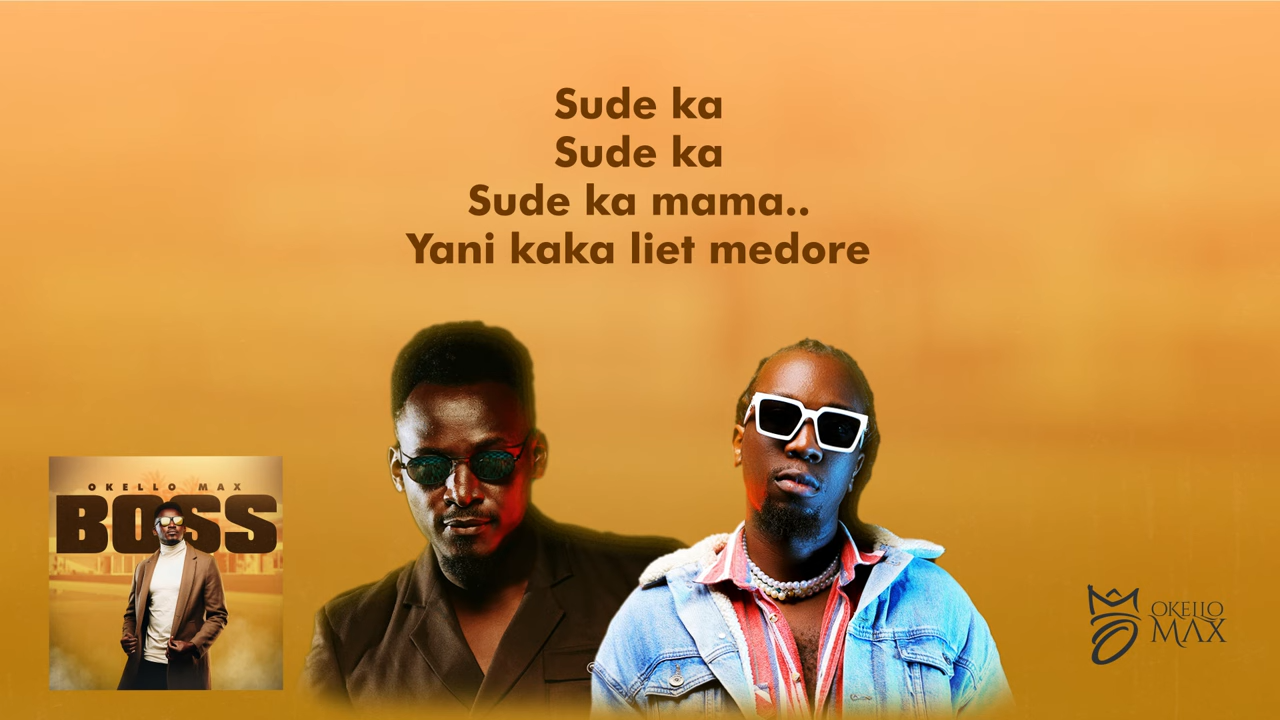 Sude ka
Sude ka
Sude ka mama..
Yani kaka liet medore
OKELLO MAX
BOSS
OKELLO
MAX